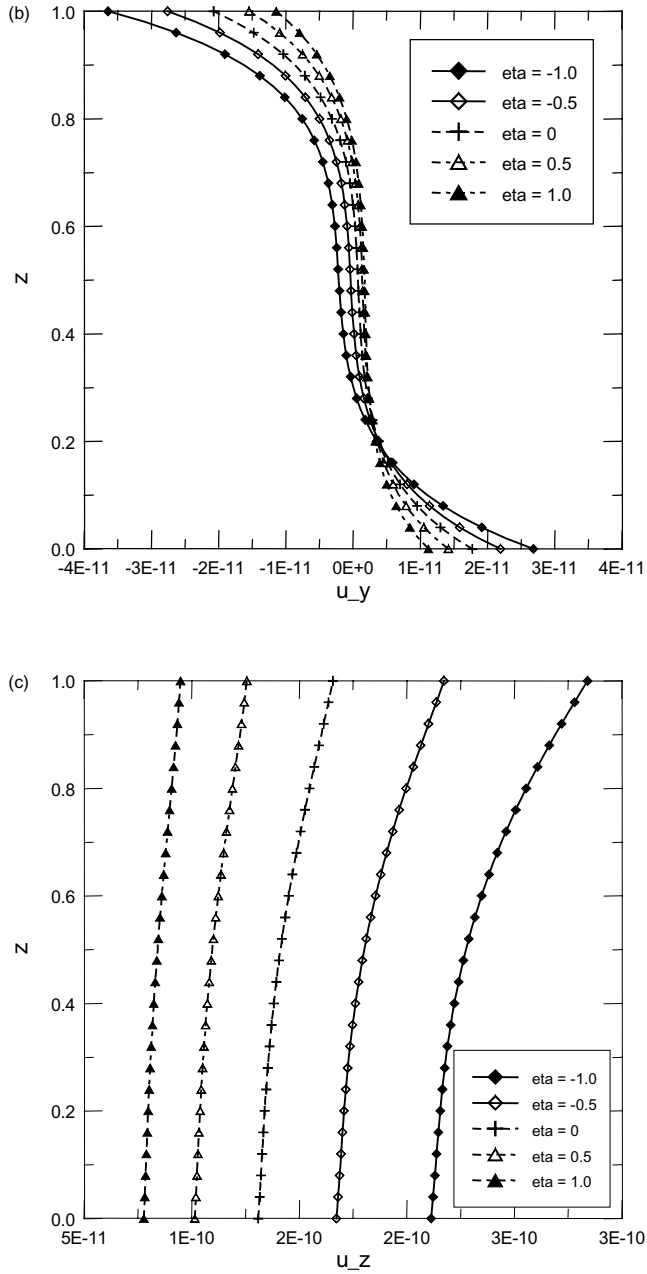 (b)
1.0
0.8
0.6
0.4
0.2
0.0
z
eta = -1.0
eta = -0.5
eta = 0
eta = 0.5
eta = 1.0
-4E-11 -3E-11 -2E-11 -1E-11 0E+0 1E-11 2E-11 3E-11 4E-11
u_y
(c)
1.0
0.8
0.6
0.4
0.2
0.0
z
eta = -1.0
eta = -0.5
eta = 0
eta = 0.5
eta = 1.0
5E-11 1E-10 2E-10 2E-10 3E-10 3E-10
u_z